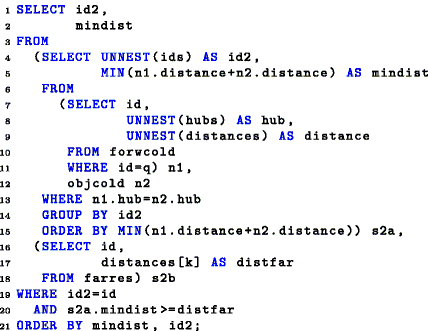 1 SELECT id2,
2 mindist
3 FROM
4 (SELECT UNNEST(ids) AS id2,
5 MIN(n1.distance+n2.distance) AS mindist
6 FROM
7 (SELECT id,
8 UNNEST(hubs) AS hub,
9 UNNEST(distances) AS distance
10 FROM forwcold
11 WHERE id=q) n1,
12 objcold n2
13 WHERE n1.hub=n2.hub
14 GROUP BY id2
15 ORDER BY MIN(n1.distance+n2.distance)) s2a,
16 (SELECT id,
17 distances[k] AS distfar
18 FROM farres) s2b
19 WHERE id2=id
20 AND s2a.mindist>=distfar
21 ORDER BY mindist, id2;